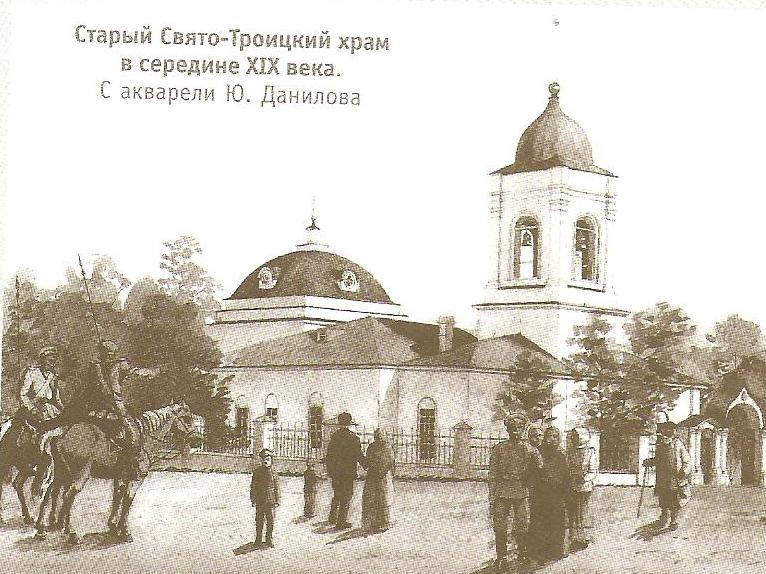 Старый Свято-Троицкий храм
в середине XIX века.
С акварели Ю. Данилова